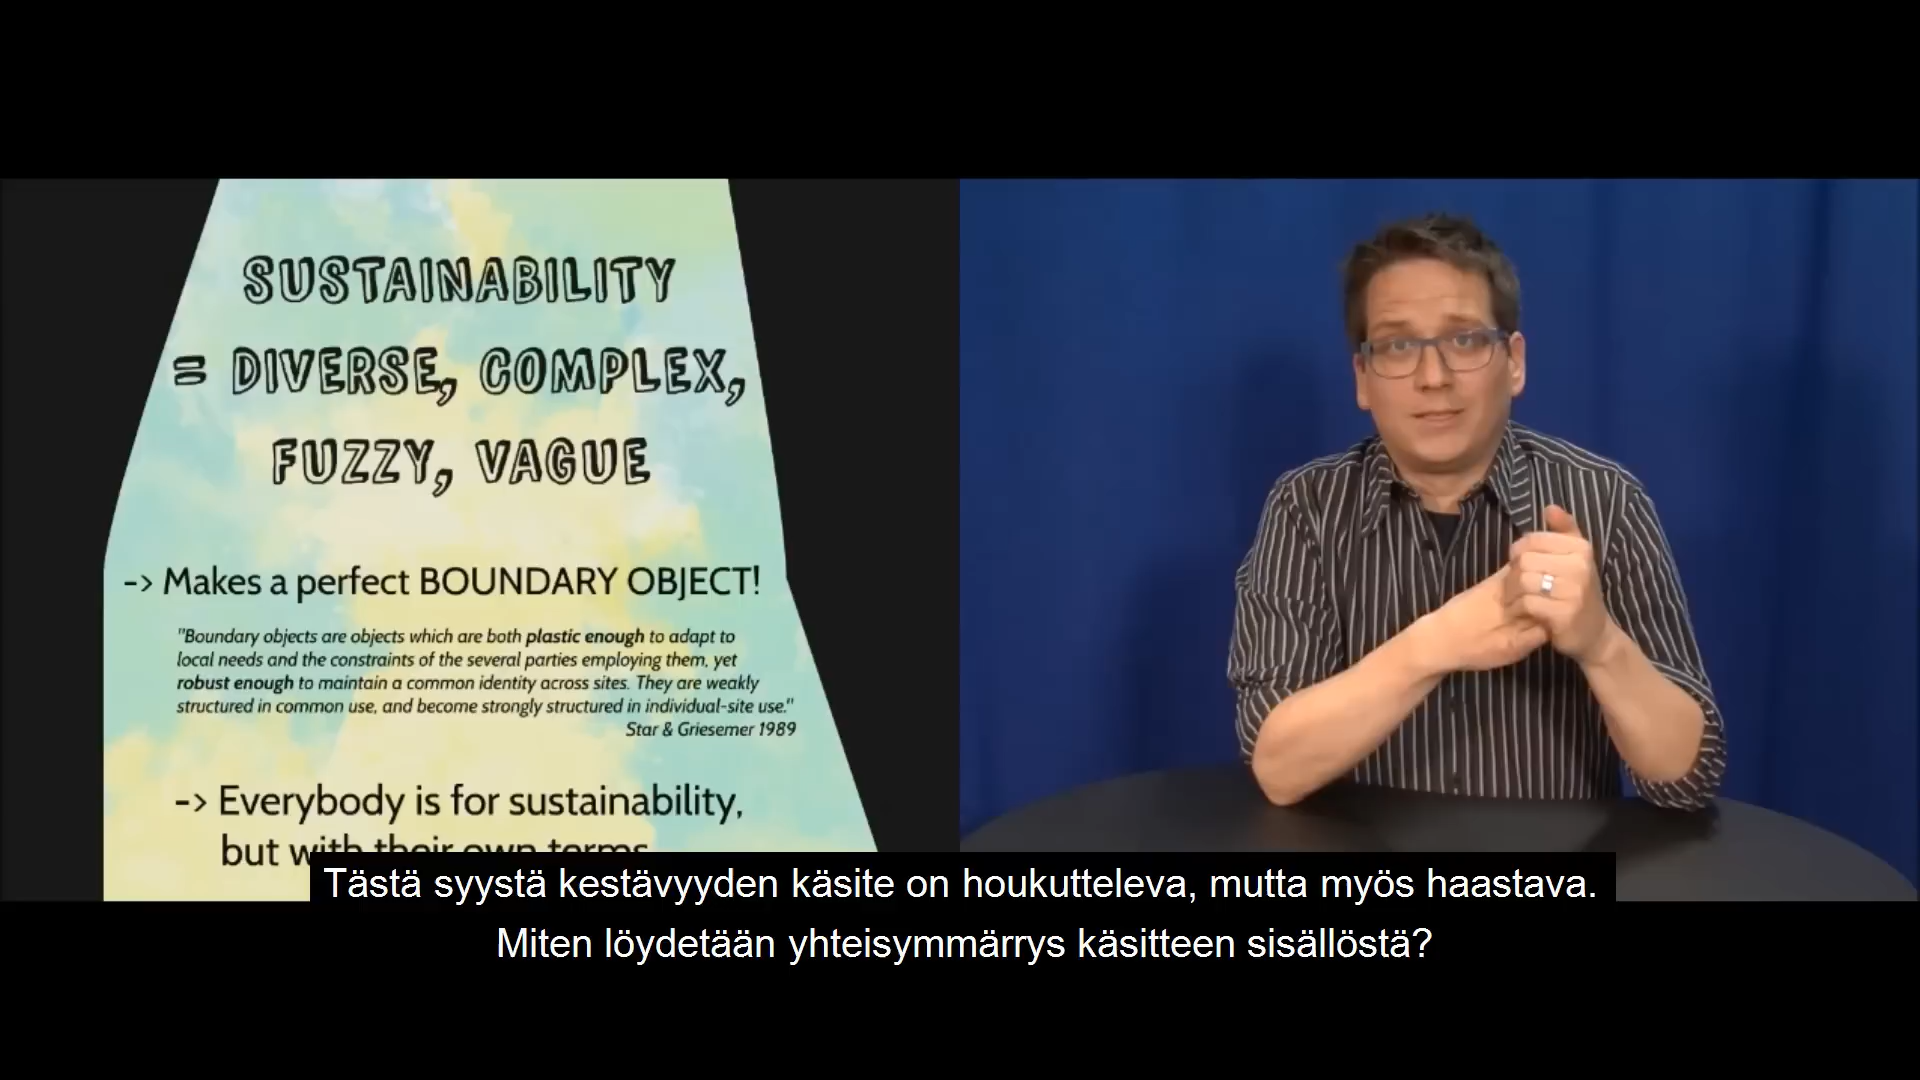 SUSTAINABILITY
= DIVERSE, COMPLEX,
FUZZY, VAGUE
-> Makes a perfect BOUNDARY OBJECT!
"Boundary objects are objects which are both plastic enough to adapt to
local needs and the constraints of the several parties employing them, yet
robust enough to maintain a common identity across sites. They are weakly
structured in common use, and become strongly structured in individual-site use."
Star & Griesemer 1989
-> Everybody is for sustainability,
but with their own terms
Tästä syystä kestävyyden käsite on houkutteleva, mutta myös haastava.
Miten löydetään yhteisymmärrys käsitteen sisällöstä?